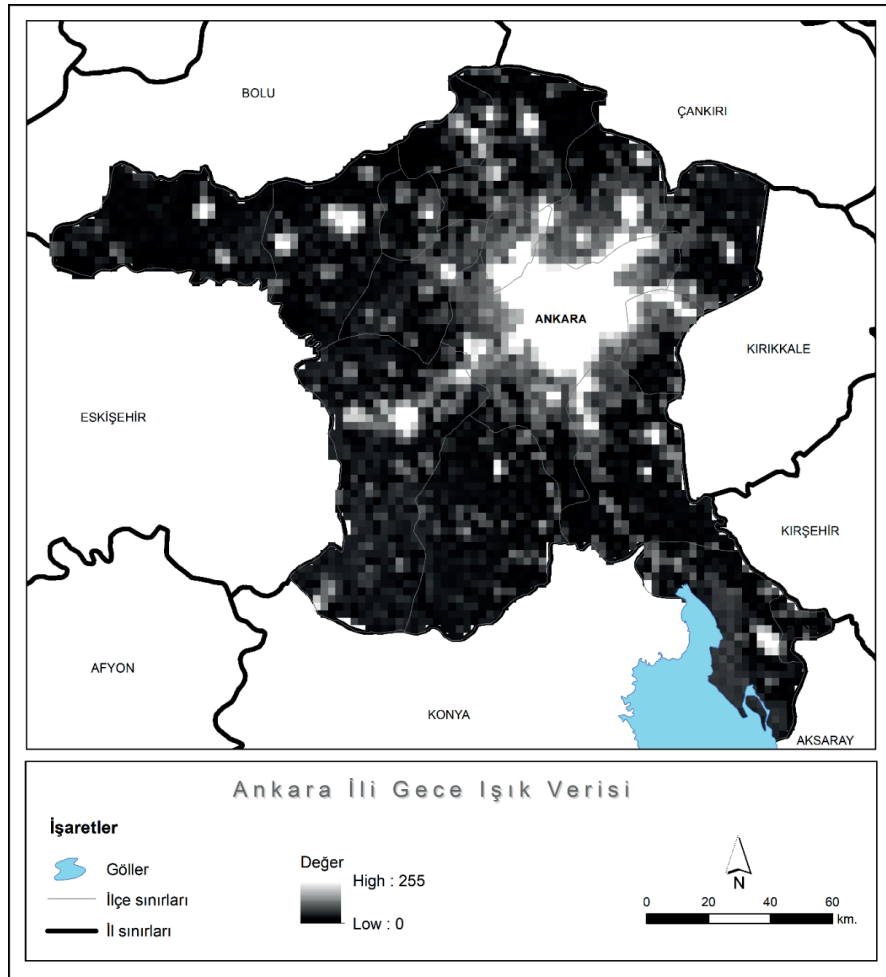 BOLU
ÇANKIRI
ANKARA
KIRIKKALE
ESKİŞEHİR
KIRŞEHİR
AFYON
KONYA
AKSARAY
Ankara İli Gece Işık Verisi
İşaretler
Göller
İlçe sınırları
İl sınırları
Değer
High : 255
Low : 0
N
0 20 40 60
km.